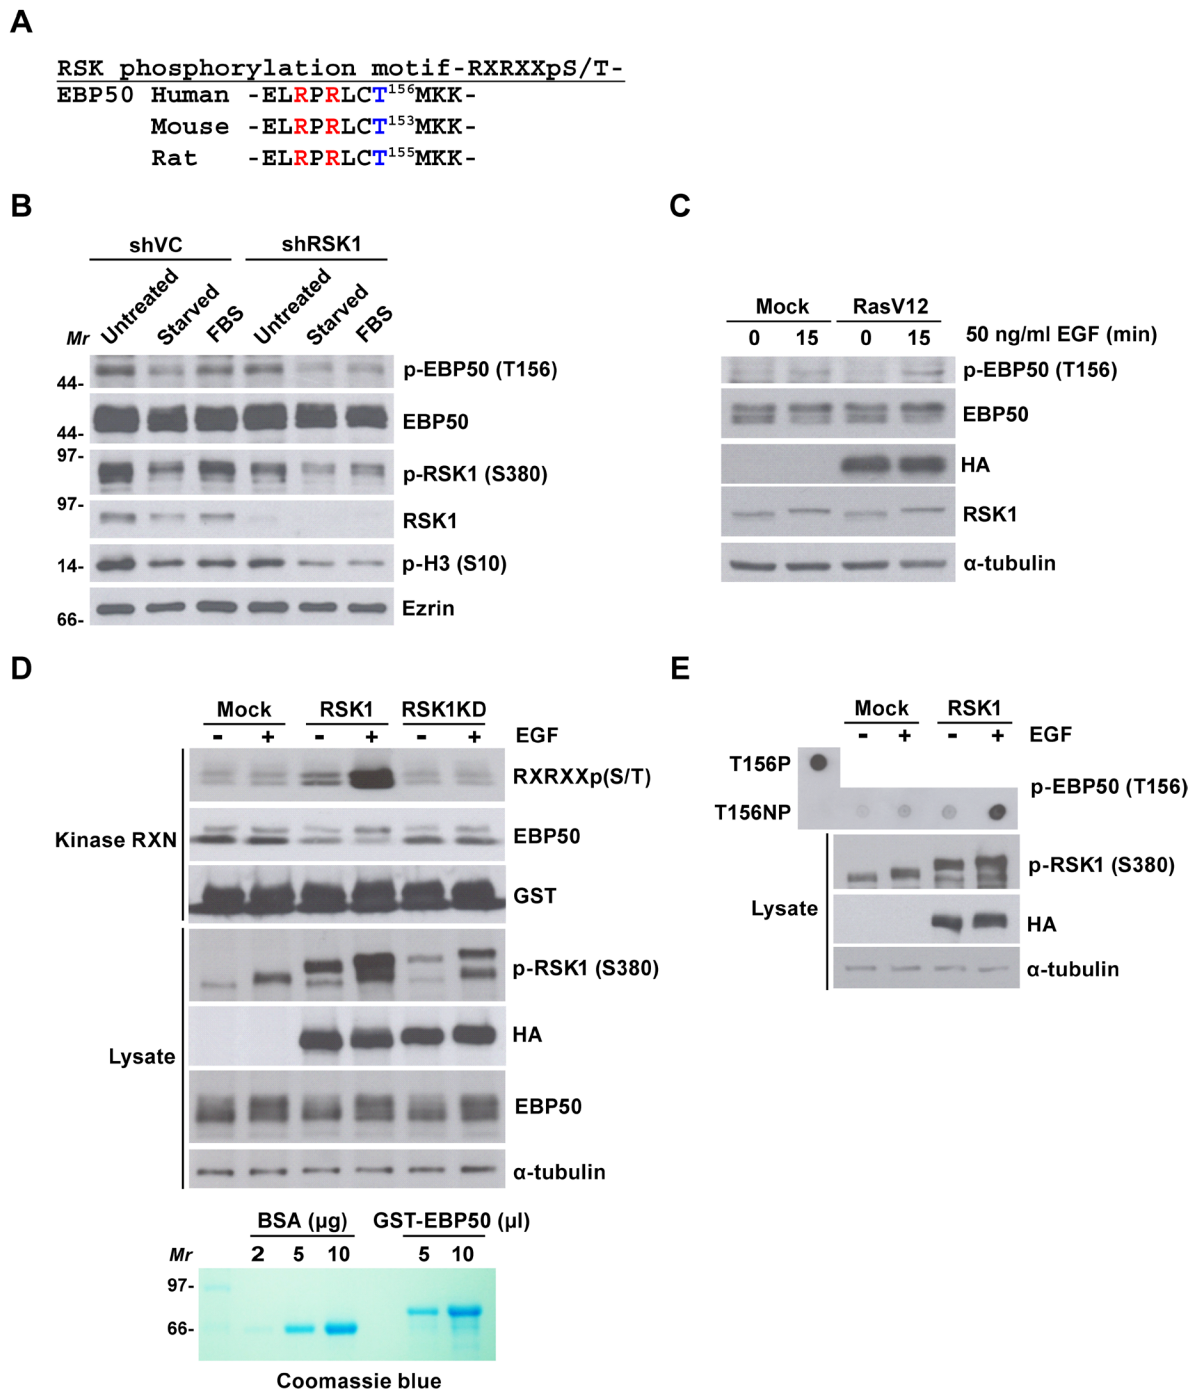 A
RSK phosphorylation motif-RXRXXpS/T-
EBP50 Human -ELRPRLCT156MKK-
Mouse -ELRPRLCT153MKK-
Rat -ELRPRLCT155MKK-
B
shVC shRSK1
Untreated Starved FBS Untreated Starved FBS
Mr
p-EBP50 (T156)
44-
EBP50
44-
97-
p-RSK1 (S380)
97-
RSK1
14- p-H3 (S10)
Ezrin
66-
C
Mock RasV12
0 15 0 15 50 ng/ml EGF (min)
p-EBP50 (T156)
EBP50
HA
RSK1
α-tubulin
D
Mock RSK1 RSK1KD
- + - + - + EGF
RXRXXp(S/T)
Kinase RXN EBP50
GST
p-RSK1 (S380)
HA
Lysate
EBP50
α-tubulin
BSA (µg) GST-EBP50 (µl)
Mr 2 5 10 5 10
97-
66-
Coomassie blue
E
Mock RSK1
- + - + EGF
T156P
p-EBP50 (T156)
T156NP
p-RSK1 (S380)
Lysate
HA
α-tubulin